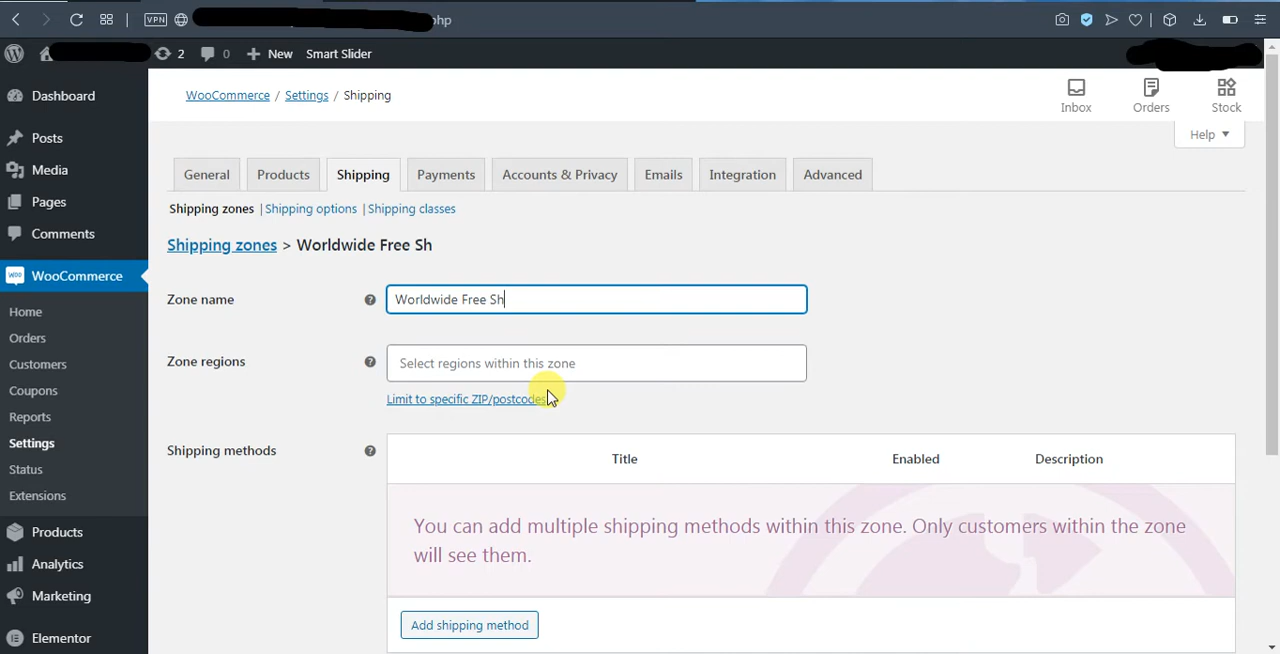 VPN php
2 0 New Smart Slider
Dashboard
Posts
Media
Pages
Comments
WooCommerce
Home
Orders
Customers
Coupons
Reports
Settings
Status
Extensions
Products
Analytics
Marketing
Elementor
WooCommerce / Settings / Shipping
Inbox Orders Stock
Help
General Products Shipping Payments Accounts & Privacy Emails Integration Advanced
Shipping zones | Shipping options | Shipping classes
Shipping zones > Worldwide Free Sh
Zone name Worldwide Free Sh
Zone regions Select regions within this zone
Limit to specific ZIP/postcodes
Shipping methods Title Enabled Description
You can add multiple shipping methods within this zone. Only customers within the zone
will see them.
Add shipping method